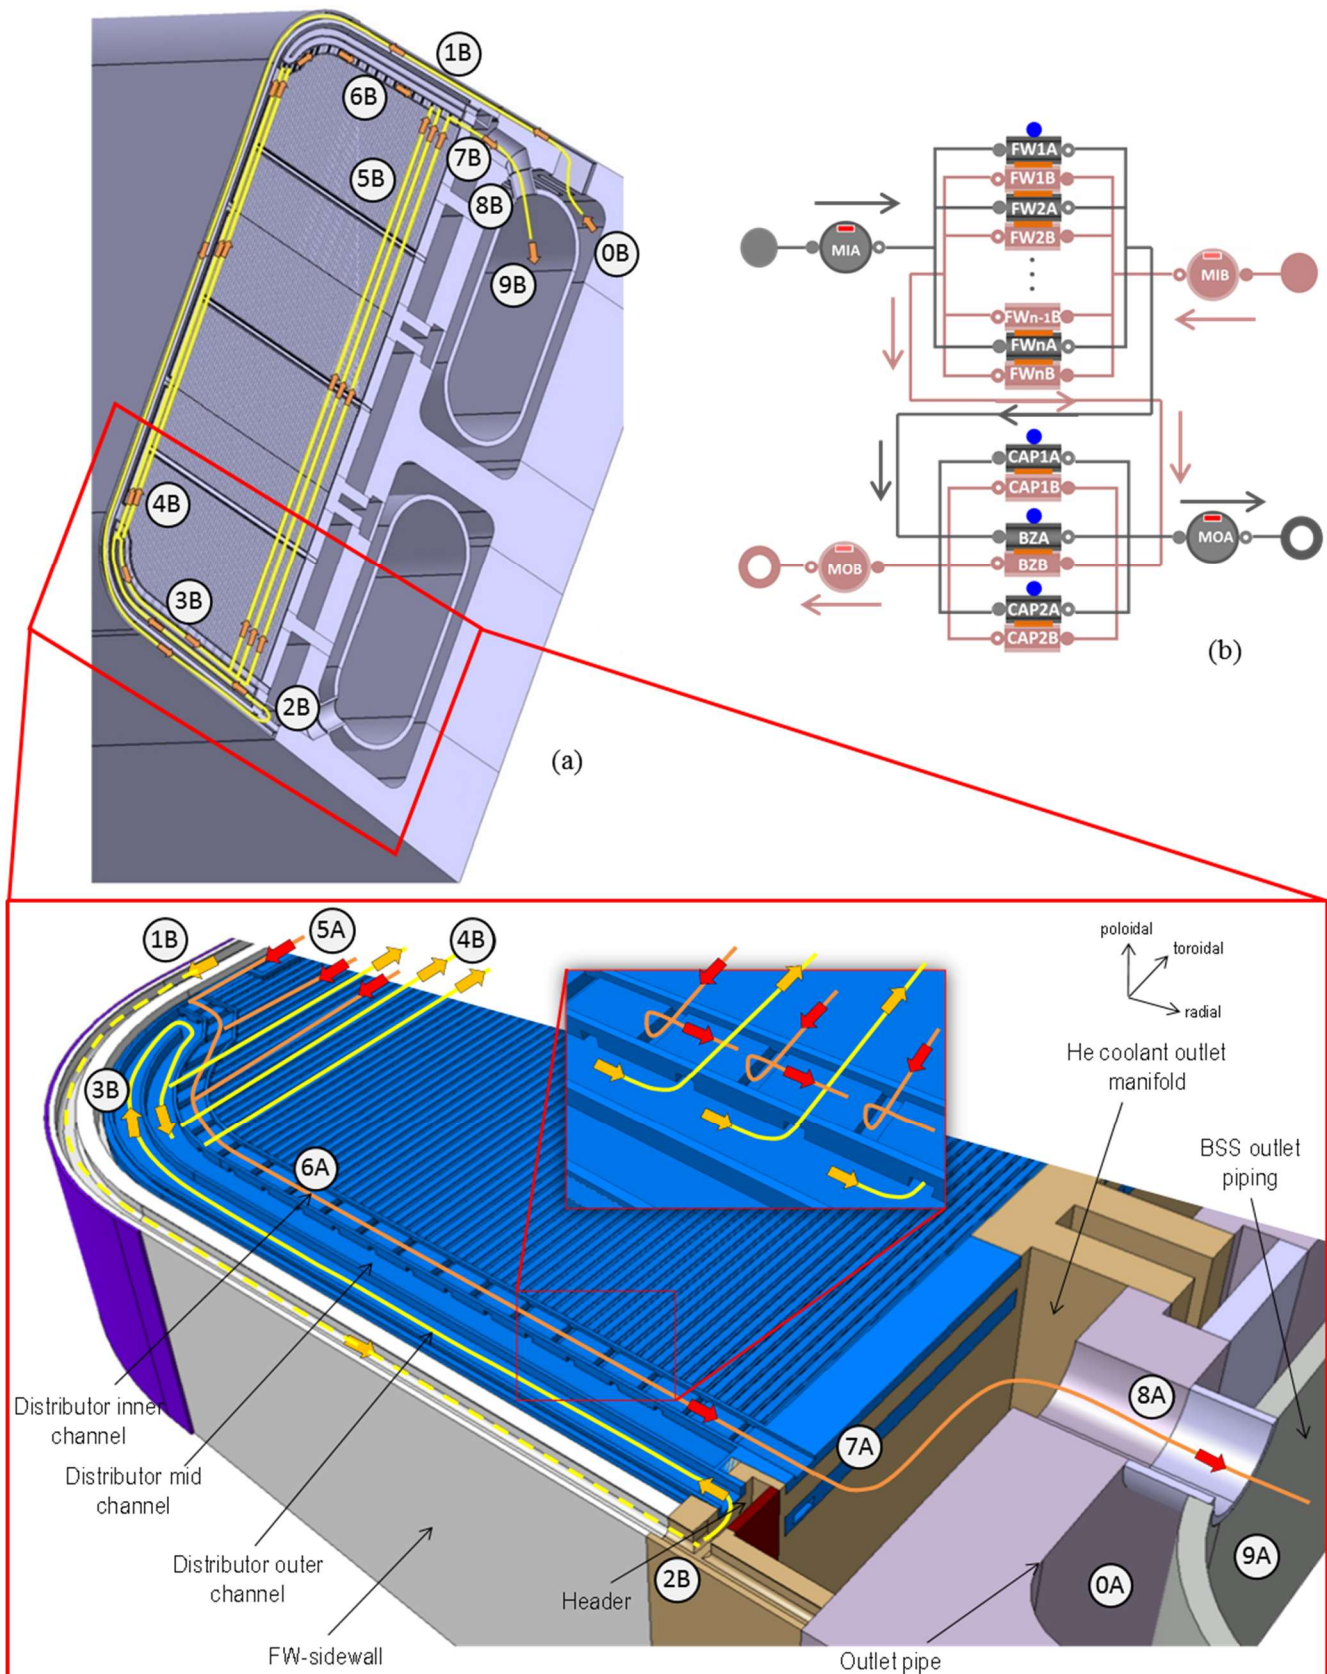 1B
6B
5B
7B
8B
0B
9B
4B
3B
2B
(a)
FW1A
FW1B
FW2A
FW2B
MIA
MIB
FWn-1B
FWnA
FWnB
CAP1A
CAP1B
BZA
BZB
MOA
MOB
CAP2A
CAP2B
(b)
1B
5A
4B
poloidal
toroidal
radial
He coolant outlet
manifold
BSS outlet
piping
3B
6A
8A
7A
Distributor inner
channel
Distributor mid
channel
Distributor outer
channel
FW-sidewall
Header
2B
0A
9A
Outlet pipe